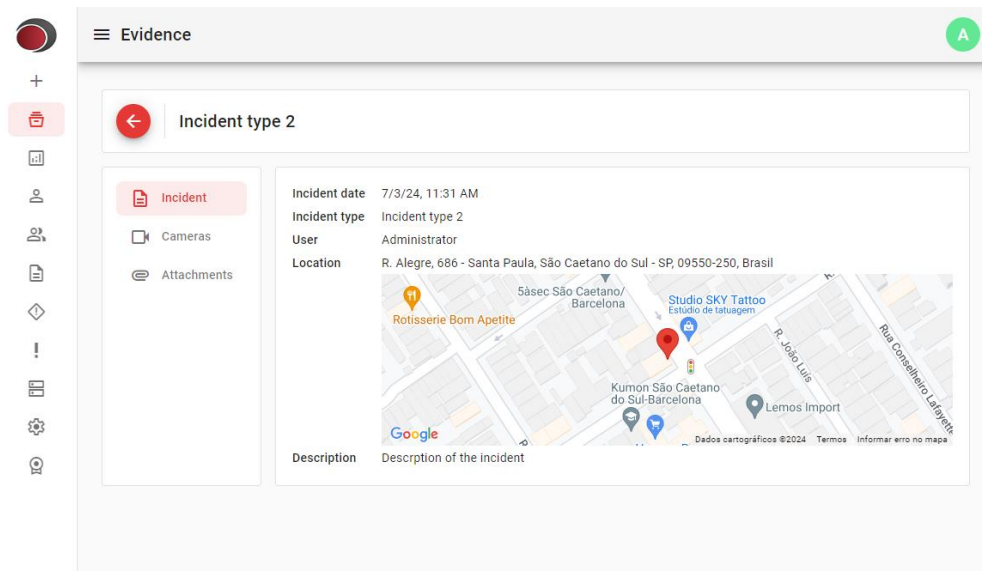 Evidence
A
Incident type 2
Incident
Cameras
Attachments
Incident date 7/3/24, 11:31 AM
Incident type Incident type 2
User Administrator
Location R. Alegre, 686 - Santa Paula, São Caetano do Sul - SP, 09550-250, Brasil
5àsec São Caetano/
Barcelona
Studio SKY Tattoo
Estúdio de tatuagem
Rotisserie Bom Apetite
R. João Luís
Rua Conselheiro Lafayette
Kumon São Caetano
do Sul-Barcelona
Lemos Import
Google
Dados cartográficos ©2024 Termos Informar erro no mapa
Description Descrption of the incident